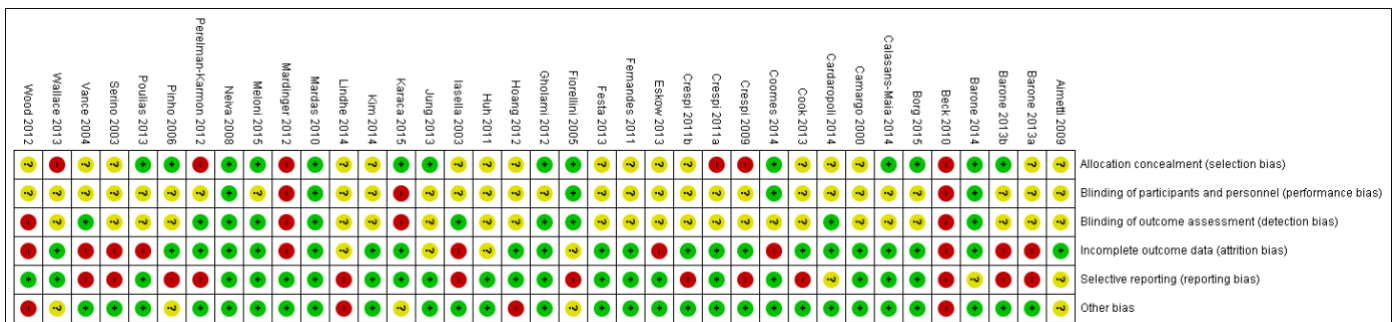 Aimetti 2009
Barone 2013a
Barone 2013b
Barone 2014
Beck 2010
Borg 2015
Calasans-Maia 2014
Camargo 2000
Cardaropoli 2014
Cook 2013
Coomes 2014
Crespi 2009
Crespi 2011a
Crespi 2011b
Eskow 2013
Fernandes 2011
Festa 2013
Fiorellini 2005
Gholami 2012
Hoang 2012
Huh 2011
Iasella 2003
Jung 2013
Karaca 2015
Kim 2014
Lindhe 2014
Mardas 2010
Mardinger 2012
Meloni 2015
Neiva 2008
Perelman-Karmon 2012
Pinho 2006
Poulias 2013
Serino 2003
Vance 2004
Wallace 2013
Wood 2012
Allocation concealment (selection bias)
Blinding of participants and personnel (performance bias)
Blinding of outcome assessment (detection bias)
Incomplete outcome data (attrition bias)
Selective reporting (reporting bias)
Other bias